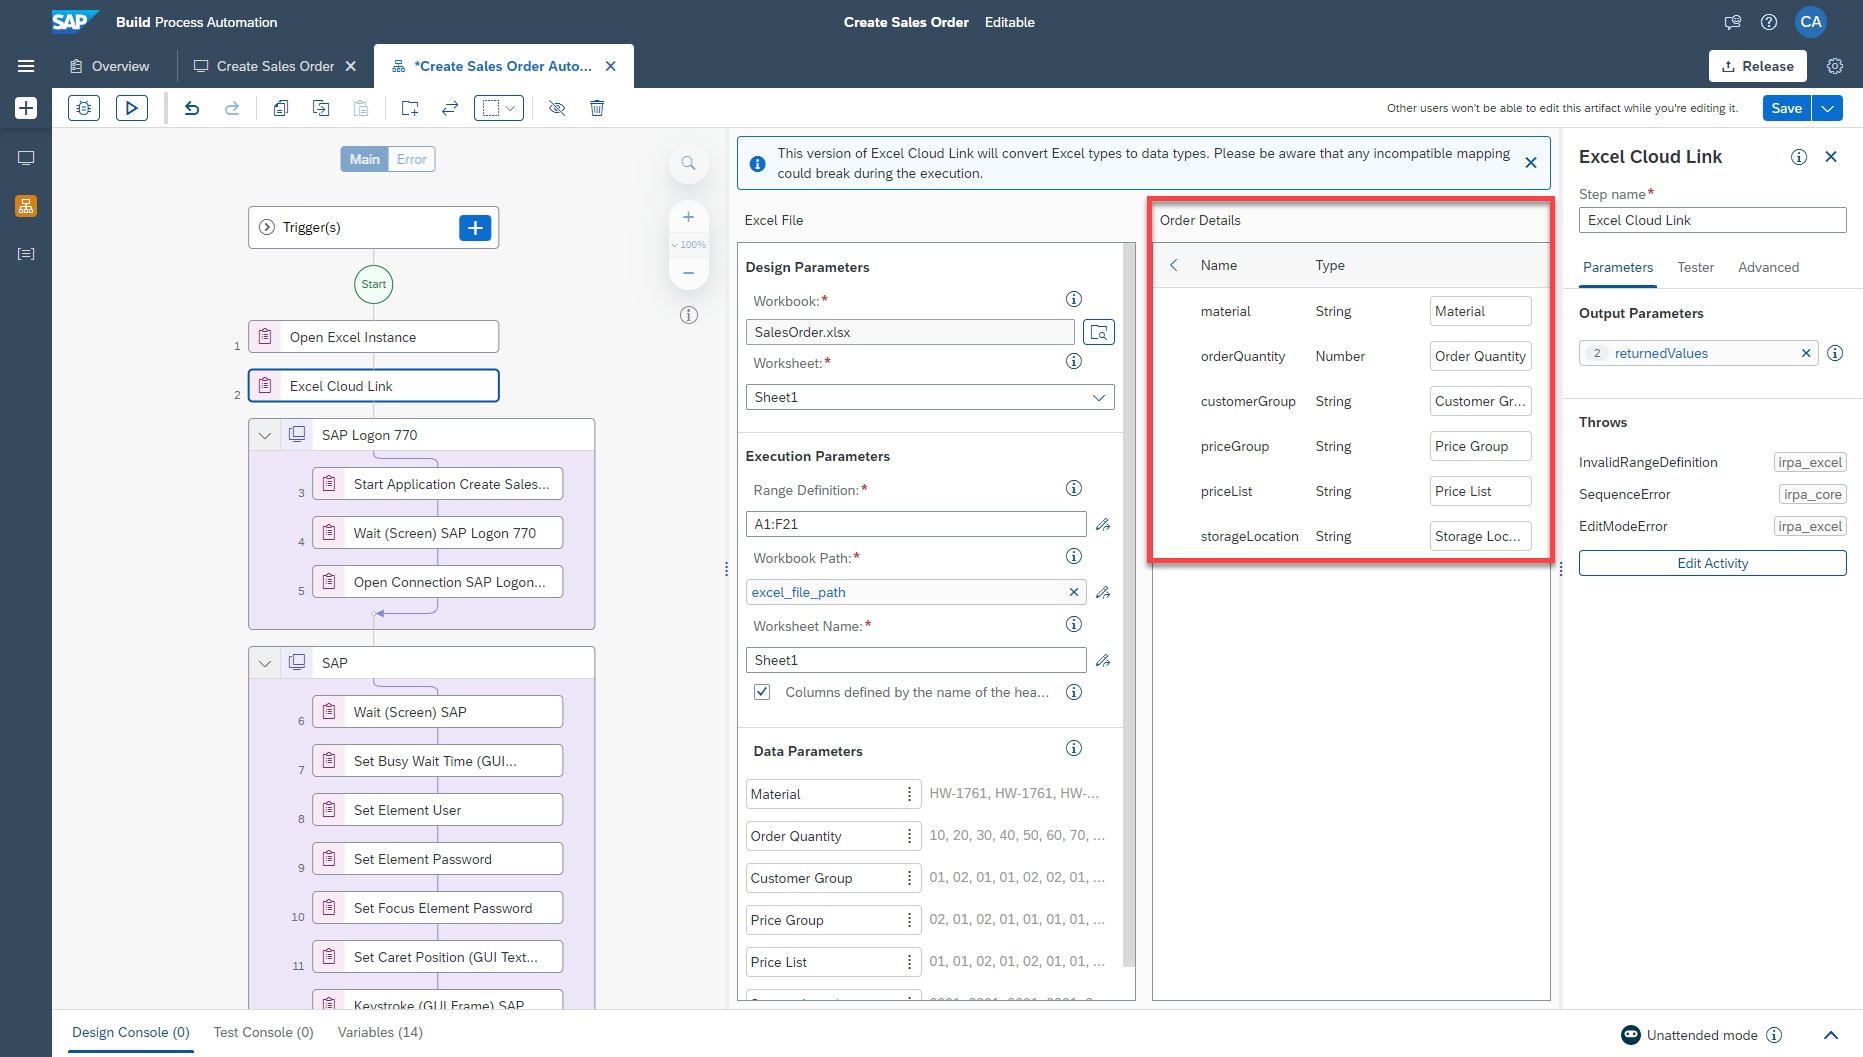 SAP Build Process Automation
Create Sales Order Editable
CA
Overview
Create Sales Order
*Create Sales Order Auto...
Release
Other users won't be able to edit this artifact while you're editing it.
Save
Main Error
Trigger(s)
Start
1 Open Excel Instance
2 Excel Cloud Link
SAP Logon 770
3 Start Application Create Sales...
4 Wait (Screen) SAP Logon 770
5 Open Connection SAP Logon...
SAP
6 Wait (Screen) SAP
7 Set Busy Wait Time (GUI...
8 Set Element User
9 Set Element Password
10 Set Focus Element Password
11 Set Caret Position (GUI Text...
Keystroke (GUI Frame) SAP
100%
This version of Excel Cloud Link will convert Excel types to data types. Please be aware that any incompatible mapping
could break during the execution.
Excel File
Design Parameters
Workbook:*
SalesOrder.xlsx
Worksheet:*
Sheet1
Execution Parameters
Range Definition:*
A1:F21
Workbook Path:*
excel_file_path
Worksheet Name:*
Sheet1
Columns defined by the name of the hea...
Data Parameters
Material HW-1761, HW-1761, HW-...
Order Quantity 10, 20, 30, 40, 50, 60, 70, ...
Customer Group 01, 02, 01, 01, 02, 02, 01, ...
Price Group 02, 01, 02, 01, 01, 01, 01, ...
Price List 01, 01, 02, 01, 02, 01, 01, ...
Order Details
Name Type
material String Material
orderQuantity Number Order Quantity
customerGroup String Customer Gr...
priceGroup String Price Group
priceList String Price List
storageLocation String Storage Loc...
Excel Cloud Link
Step name*
Excel Cloud Link
Parameters Tester Advanced
Output Parameters
2 returnedValues
Throws
InvalidRangeDefinition irpa_excel
SequenceError irpa_core
EditModeError irpa_excel
Edit Activity
Design Console (0) Test Console (0) Variables (14)
Unattended mode